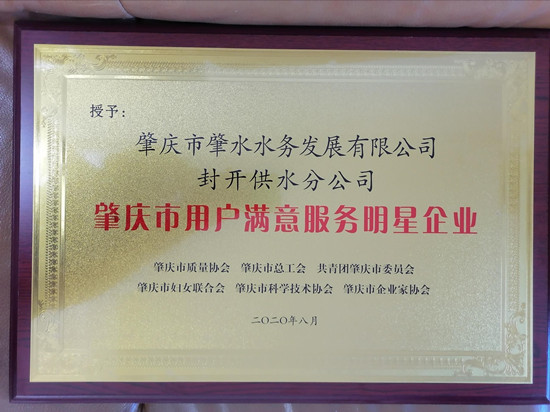 授予：
肇庆市肇水水务发展有限公司
封开供水分公司
肇庆市用户满意服务明星企业
肇庆市质量协会 肇庆市总工会 共青团肇庆市委员会
肇庆市妇女联合会 肇庆市科学技术协会 肇庆市企业家协会
二〇二〇年八月